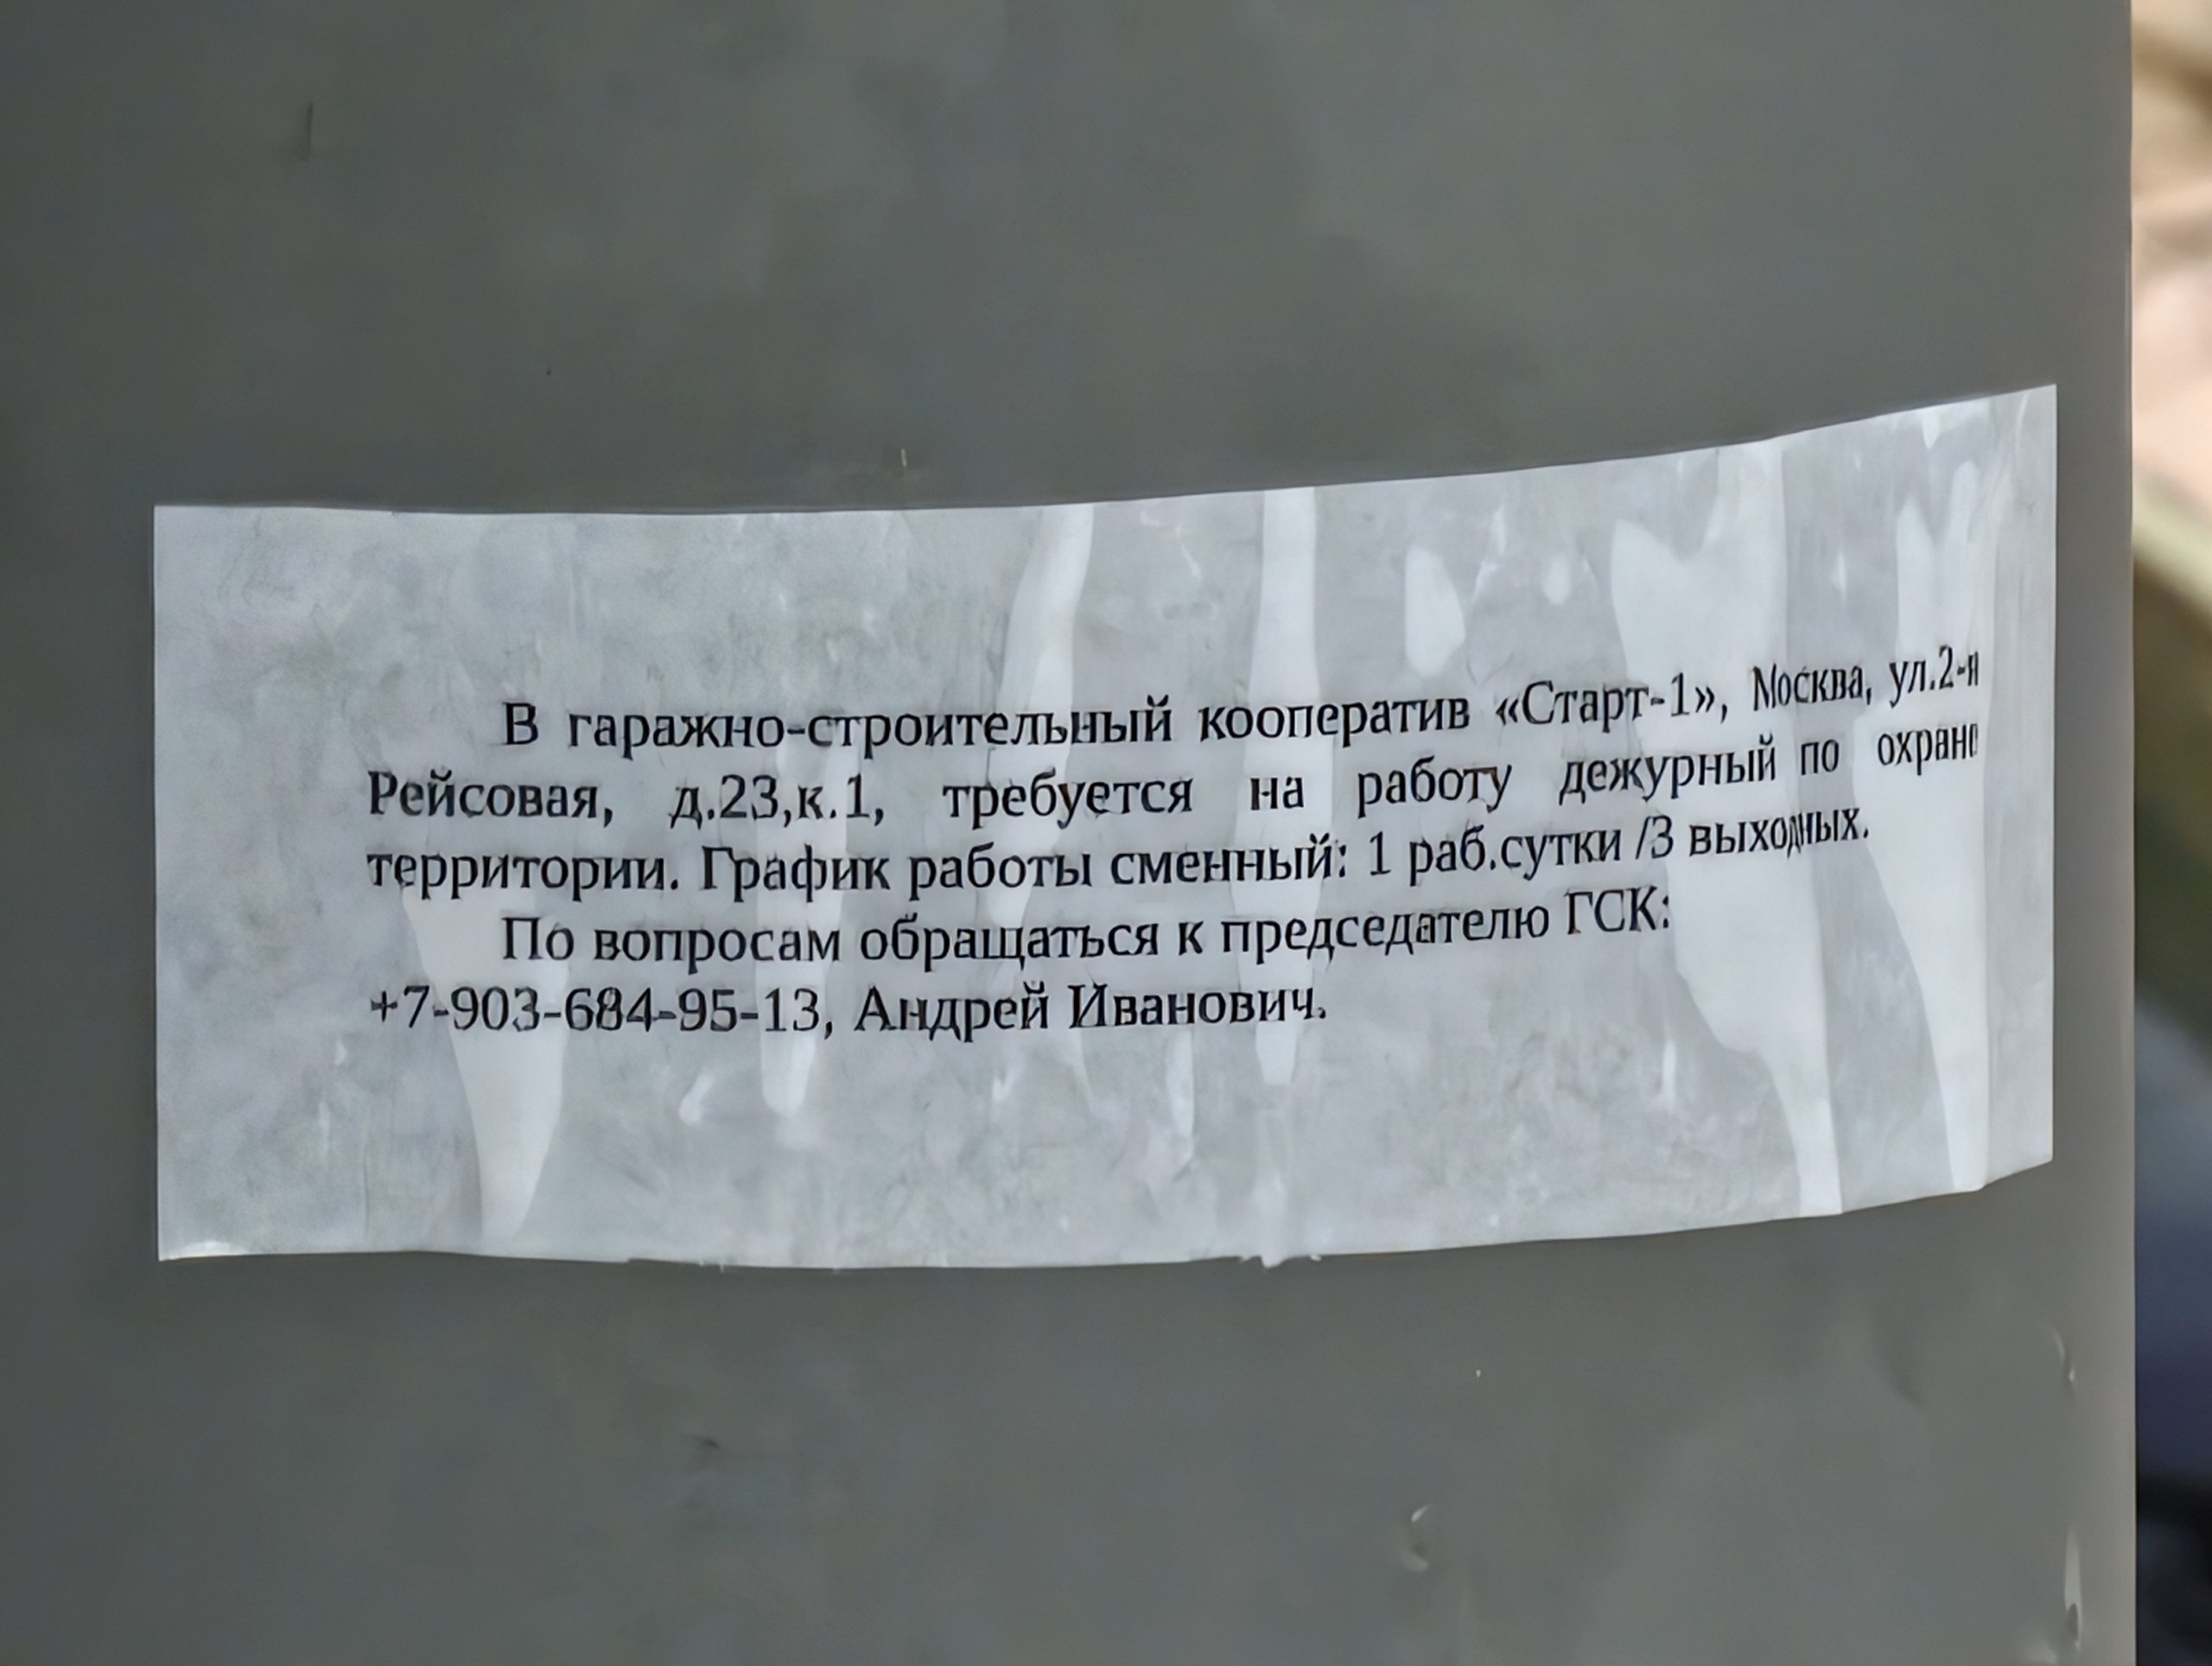 В гаражно-строительный кооператив «Старт-1», Москва, ул.2-я
Рейсовая, д.23,к.1, требуется на работу дежурный по охране
территории. График работы сменный: 1 раб.сутки /3 выходных.
По вопросам обращаться к председателю ГСК:
+7-903-684-95-13, Андрей Иванович.